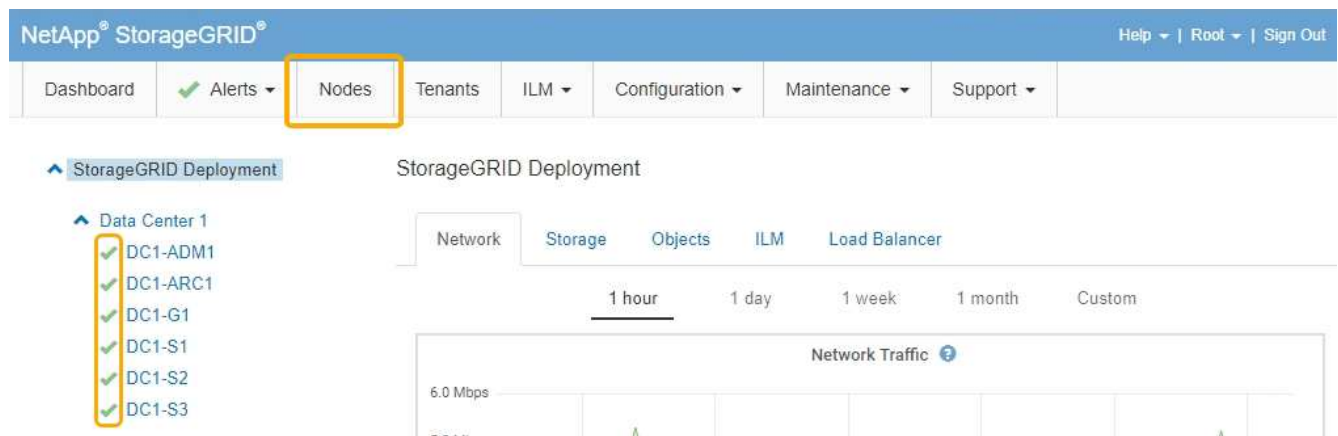 NetApp® StorageGRID®
Help | Root | Sign Out
Dashboard Alerts Nodes Tenants ILM Configuration Maintenance Support
StorageGRID Deployment
StorageGRID Deployment
Data Center 1
DC1-ADM1
DC1-ARC1
DC1-G1
DC1-S1
DC1-S2
DC1-S3
Network Storage Objects ILM Load Balancer
1 hour 1 day 1 week 1 month Custom
Network Traffic ?
6.0 Mbps